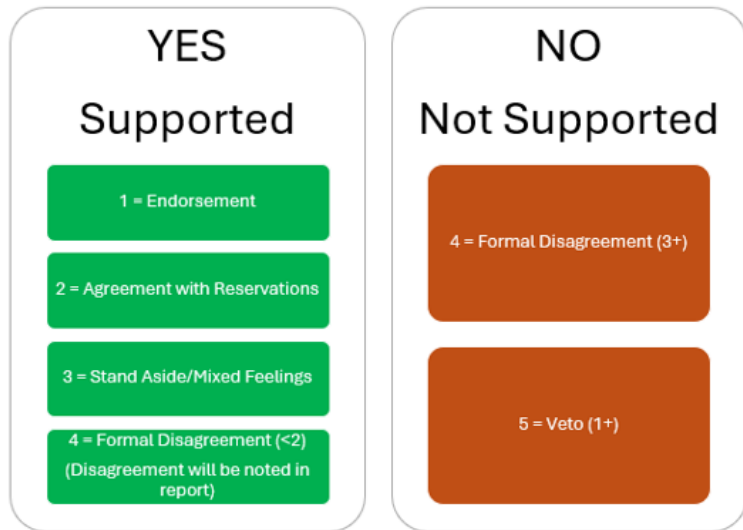 YES
Supported
1 = Endorsement
2 = Agreement with Reservations
3 = Stand Aside/Mixed Feelings
4 = Formal Disagreement (<2)
(Disagreement will be noted in
report)
NO
Not Supported
4 = Formal Disagreement (3+)
5 = Veto (1+)